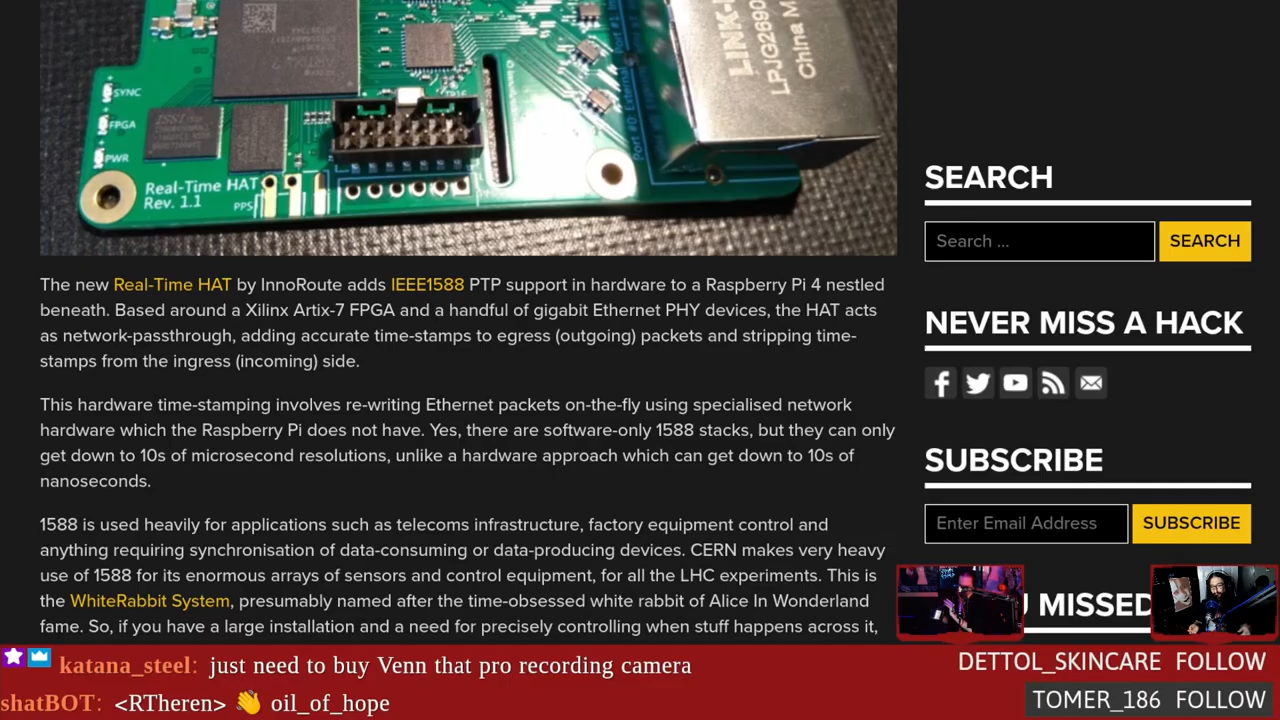 SYNC
FPGA
PWR
Real-Time HAT
Rev. 1.1
PPS
China M
The new Real-Time HAT by InnoRoute adds IEEE1588 PTP support in hardware to a Raspberry Pi 4 nestled
beneath. Based around a Xilinx Artix-7 FPGA and a handful of gigabit Ethernet PHY devices, the HAT acts
as network-passthrough, adding accurate time-stamps to egress (outgoing) packets and stripping time-
stamps from the ingress (incoming) side.
This hardware time-stamping involves re-writing Ethernet packets on-the-fly using specialised network
hardware which the Raspberry Pi does not have. Yes, there are software-only 1588 stacks, but they can only
get down to 10s of microsecond resolutions, unlike a hardware approach which can get down to 10s of
nanoseconds.
1588 is used heavily for applications such as telecoms infrastructure, factory equipment control and
anything requiring synchronisation of data-consuming or data-producing devices. CERN makes very heavy
use of 1588 for its enormous arrays of sensors and control equipment, for all the LHC experiments. This is
the WhiteRabbit System, presumably named after the time-obsessed white rabbit of Alice In Wonderland
fame. So, if you have a large installation and a need for precisely controlling when stuff happens across it,
SEARCH
Search ...
SEARCH
NEVER MISS A HACK
SUBSCRIBE
Enter Email Address
SUBSCRIBE
MISSED
katana_steel: just need to buy Venn that pro recording camera
shatBOT: <RTheren> 👋 oil_of_hope
DETTOL_SKINCARE FOLLOW
TOMER_186 FOLLOW